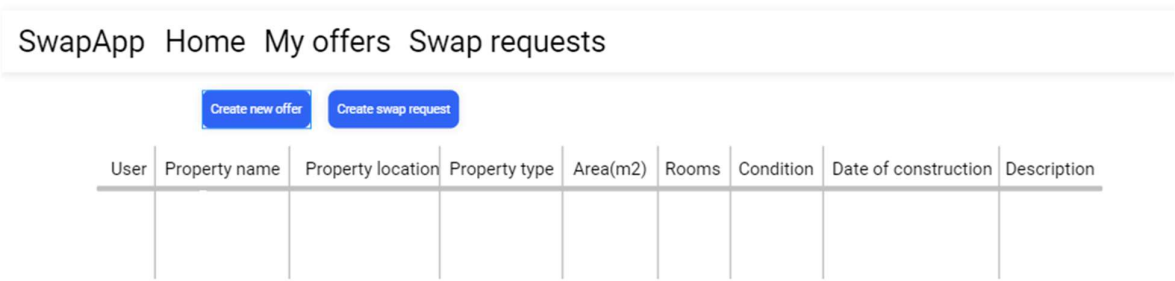 SwapApp Home My offers Swap requests
Create new offer Create swap request
User Property name Property location Property type Area(m2) Rooms Condition Date of construction Description